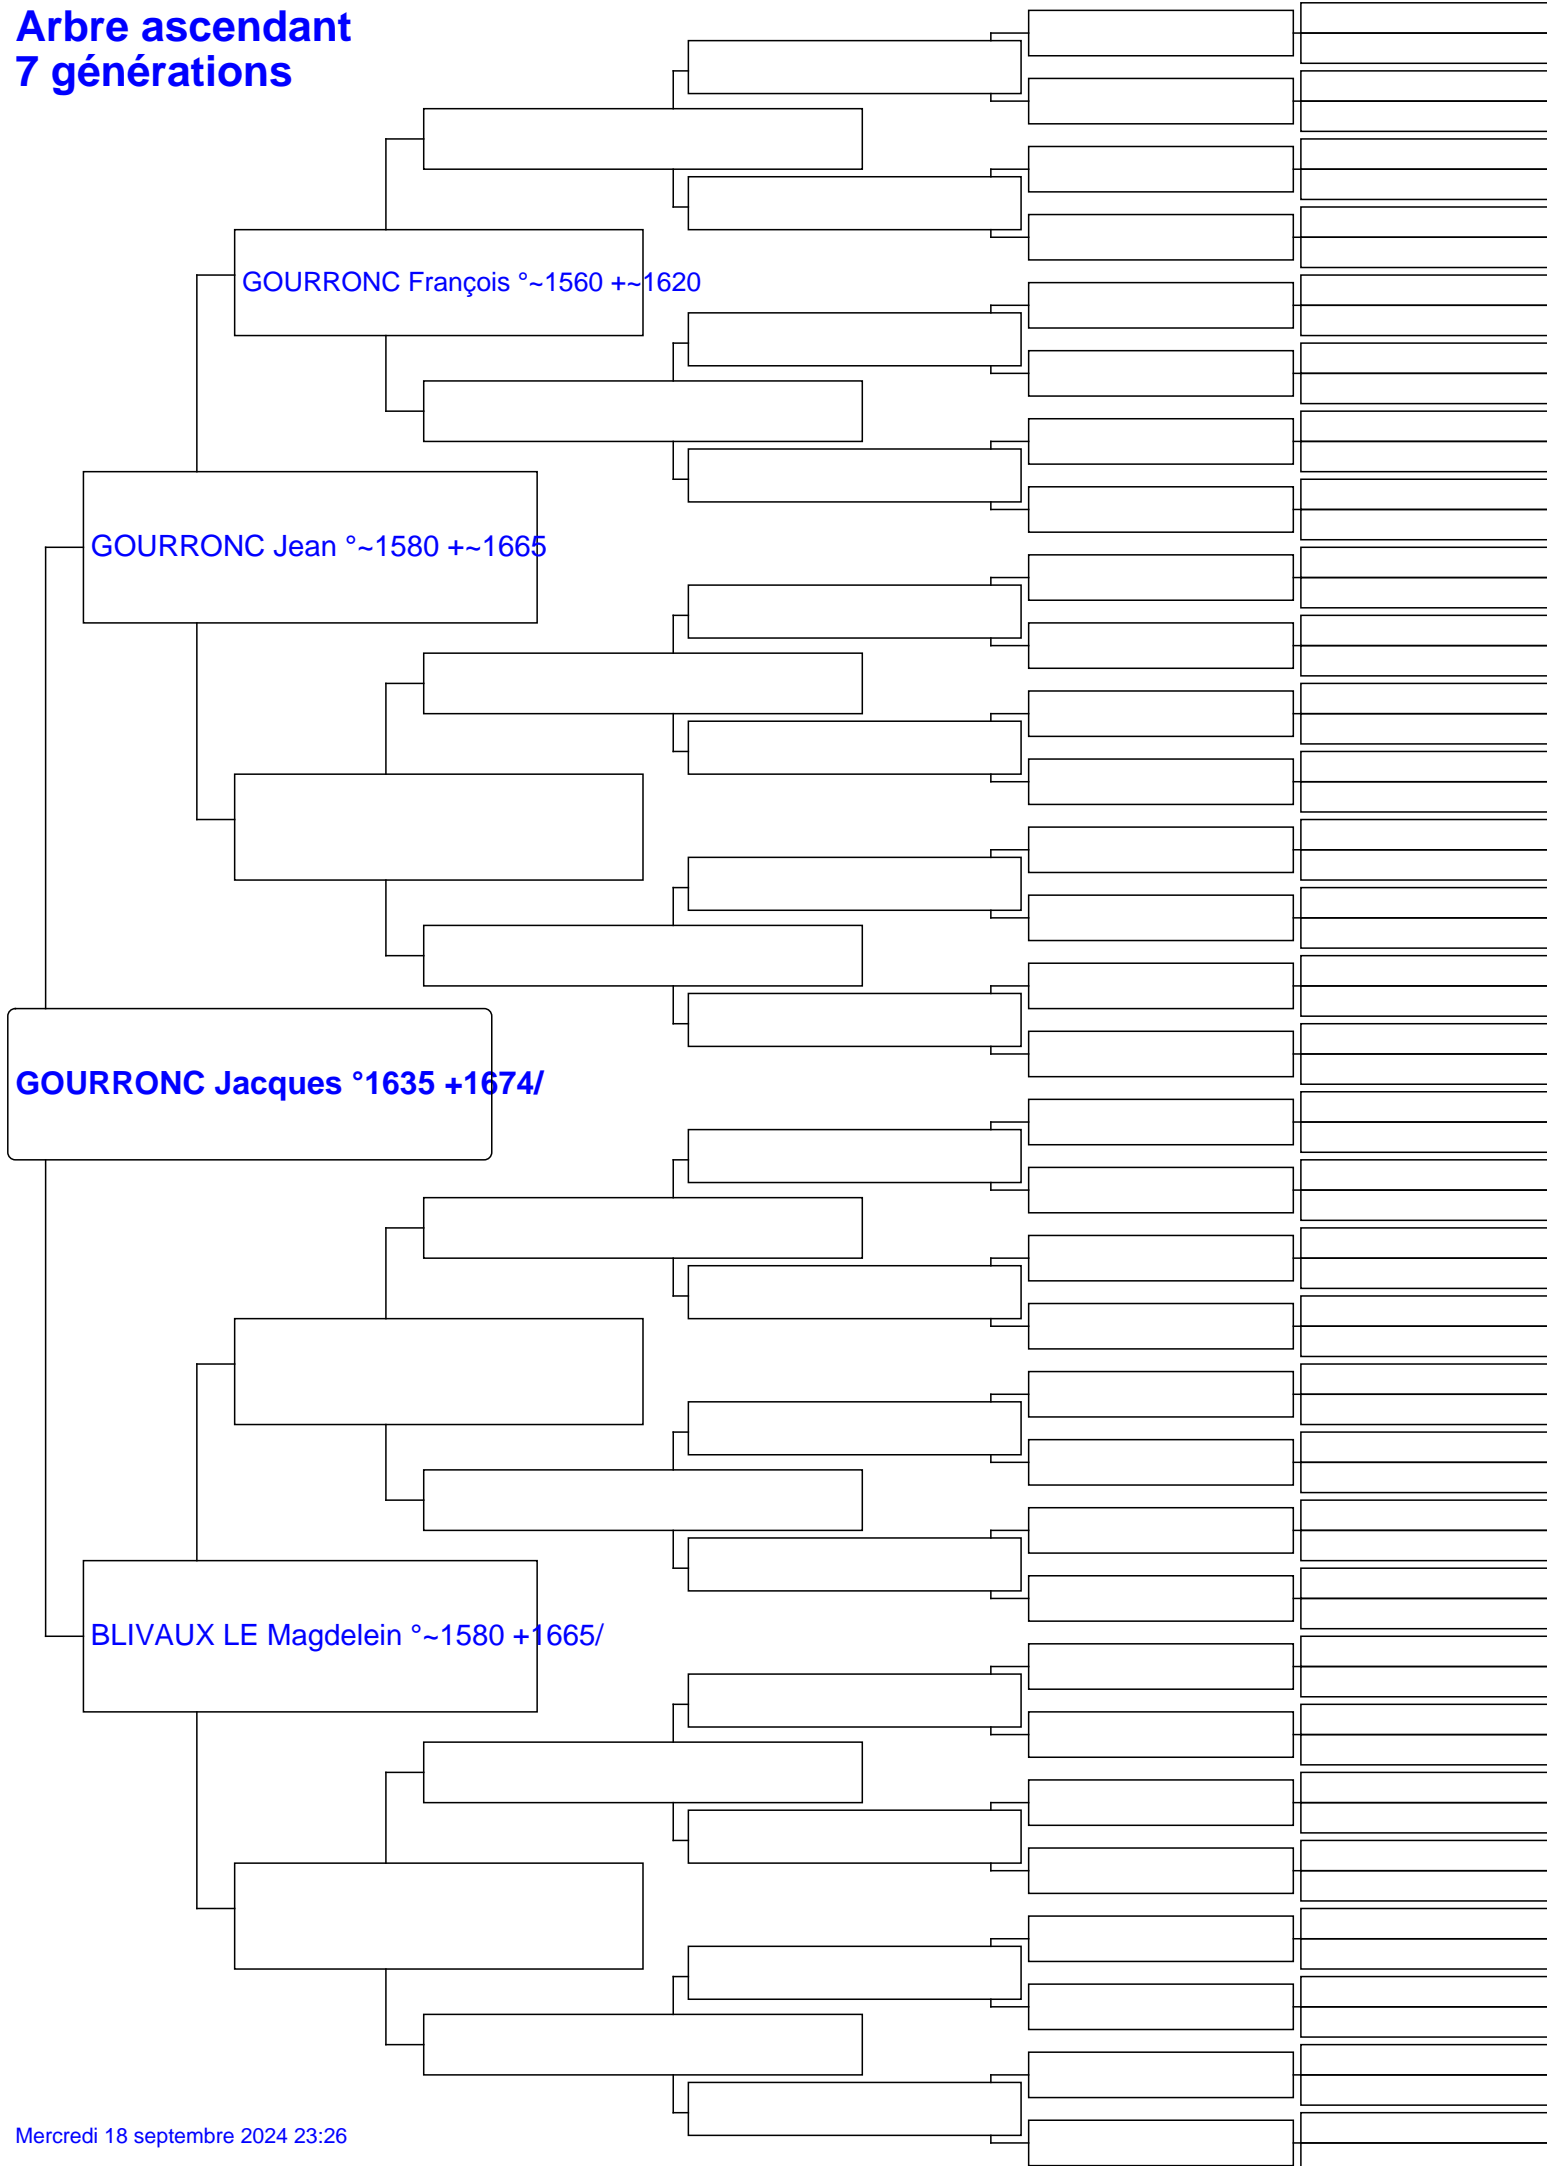 Arbre ascendant
7 générations
GOURRONC François °~1560 +~1620
GOURRONC Jean °~1580 +~1665
GOURRONC Jacques °1635 +1674/
BLIVAUX LE Magdelein °~1580 +1665/
Mercredi 18 septembre 2024 23:26